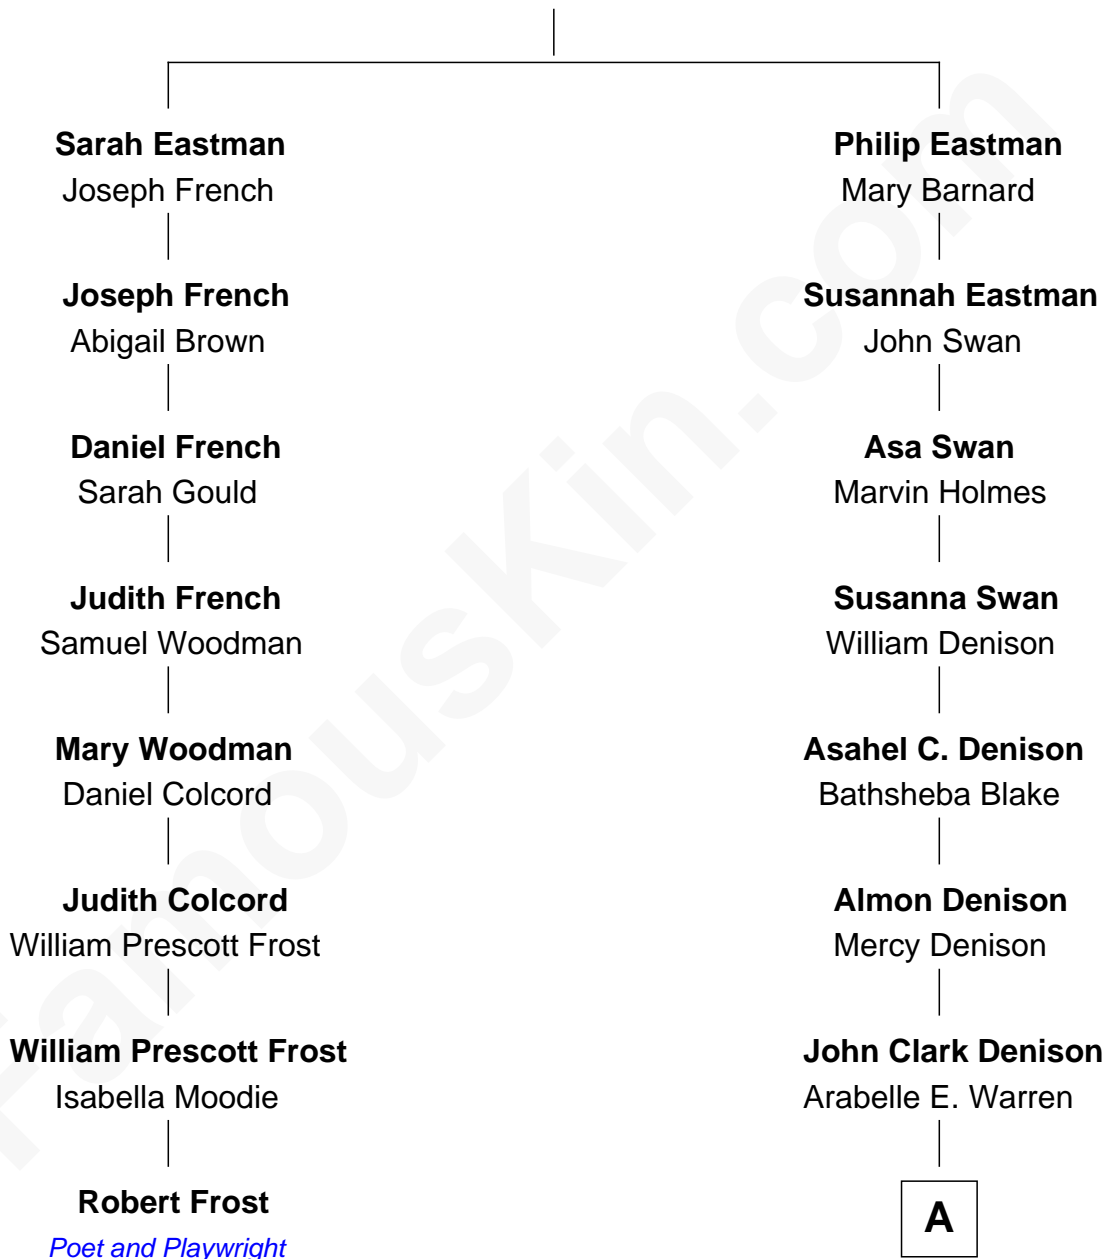 Sarah Eastman
Joseph French
Joseph French
Abigail Brown
Daniel French
Sarah Gould
Judith French
Samuel Woodman
Mary Woodman
Daniel Colcord
Judith Colcord
William Prescott Frost
William Prescott Frost
Isabella Moodie
Robert Frost
Poet and Playwright
Philip Eastman
Mary Barnard
Susannah Eastman
John Swan
Asa Swan
Marvin Holmes
Susanna Swan
William Denison
Asahel C. Denison
Bathsheba Blake
Almon Denison
Mercy Denison
John Clark Denison
Arabelle E. Warren
A
FamousKin.com